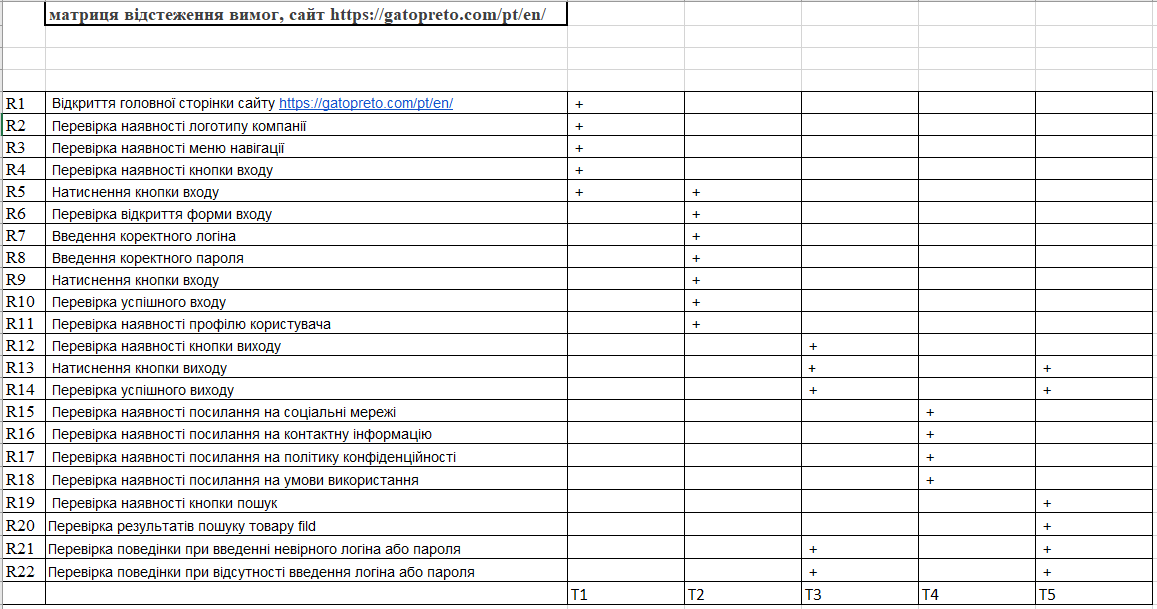 матриця відстеження вимог, сайт https://gatopreto.com/pt/en/
R1 Відкриття головної сторінки сайту https://gatopreto.com/pt/en/ +
R2 Перевірка наявності логотипу компанії +
R3 Перевірка наявності меню навігації +
R4 Перевірка наявності кнопки входу +
R5 Натиснення кнопки входу + +
R6 Перевірка відкриття форми входу +
R7 Введення коректного логіна +
R8 Введення коректного пароля +
R9 Натиснення кнопки входу +
R10 Перевірка успішного входу +
R11 Перевірка наявності профілю користувача +
R12 Перевірка наявності кнопки виходу +
R13 Натиснення кнопки виходу + +
R14 Перевірка успішного виходу + +
R15 Перевірка наявності посилання на соціальні мережі +
R16 Перевірка наявності посилання на контактну інформацію +
R17 Перевірка наявності посилання на політику конфіденційності +
R18 Перевірка наявності посилання на умови використання +
R19 Перевірка наявності кнопки пошук +
R20 Перевірка результатів пошуку товару fild +
R21 Перевірка поведінки при введенні невірного логіна або пароля + +
R22 Перевірка поведінки при відсутності введення логіна або пароля + +
T1 T2 T3 T4 T5